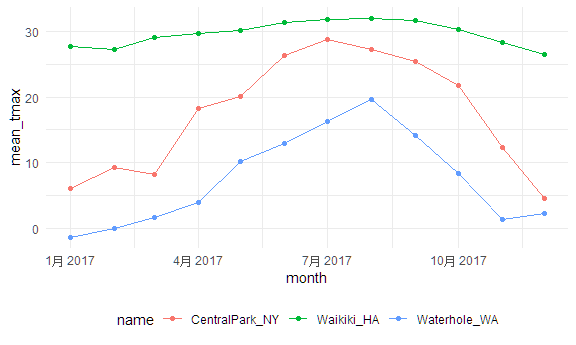 30
20
10
0
mean_tmax
1月 2017
4月 2017
7月 2017
10月 2017
month
name
CentralPark_NY
Waikiki_HA
Waterhole_WA